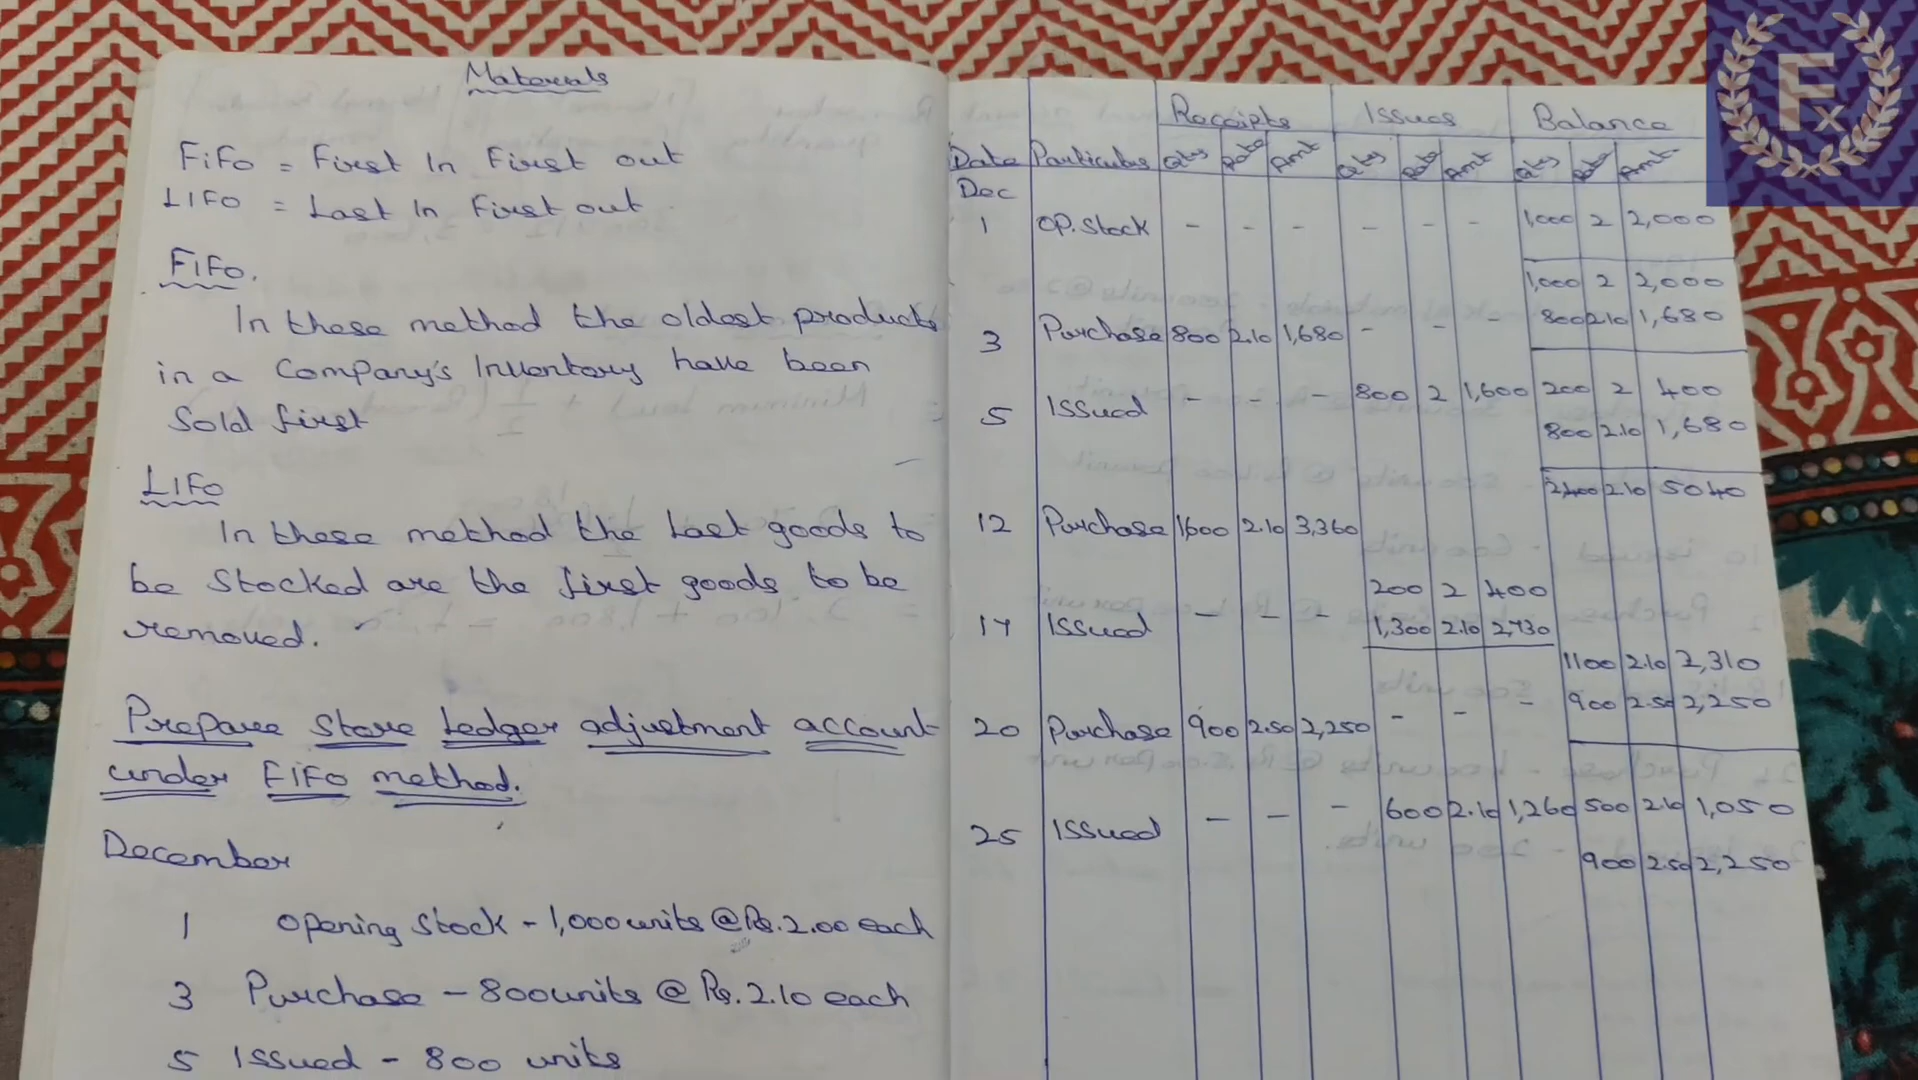 Materials
FiFo = First In First out
LIFO = Last In First out
FiFo.
In these method the oldest products
in a Company's Inventory have been
Sold first
LIFO
In these method the Last goods to
be Stocked are the first goods to be
removed.
Prepare Store Ledger adjustment account
under FiFo method.
December
1 Opening Stock - 1,000 units @ Rs. 2.00 each
3 Purchase - 800 units @ Rs. 2.10 each
5 Issued - 800 units
Receipts Issues Balance
Date Particulars Qty Rate Amt Qty Rate Amt Qty Rate Amt
Dec
1 OP. Stock - - - - - - 1,000 2 2,000
1,000 2 2,000
3 Purchase 800 2.10 1,680 - - - 800 2.10 1,680
5 Issued - - - 800 2 1,600 200 2 400
800 2.10 1,680
2400 2.10 5040
12 Purchase 1600 2.10 3,360
200 2 400
17 Issued - - - 1,300 2.10 2,730
1100 2.10 2,310
20 Purchase 900 2.50 2,250 - - - 900 2.50 2,250
25 Issued - - - 600 2.10 1,260 500 2.10 1,050
900 2.50 2,250
Fx